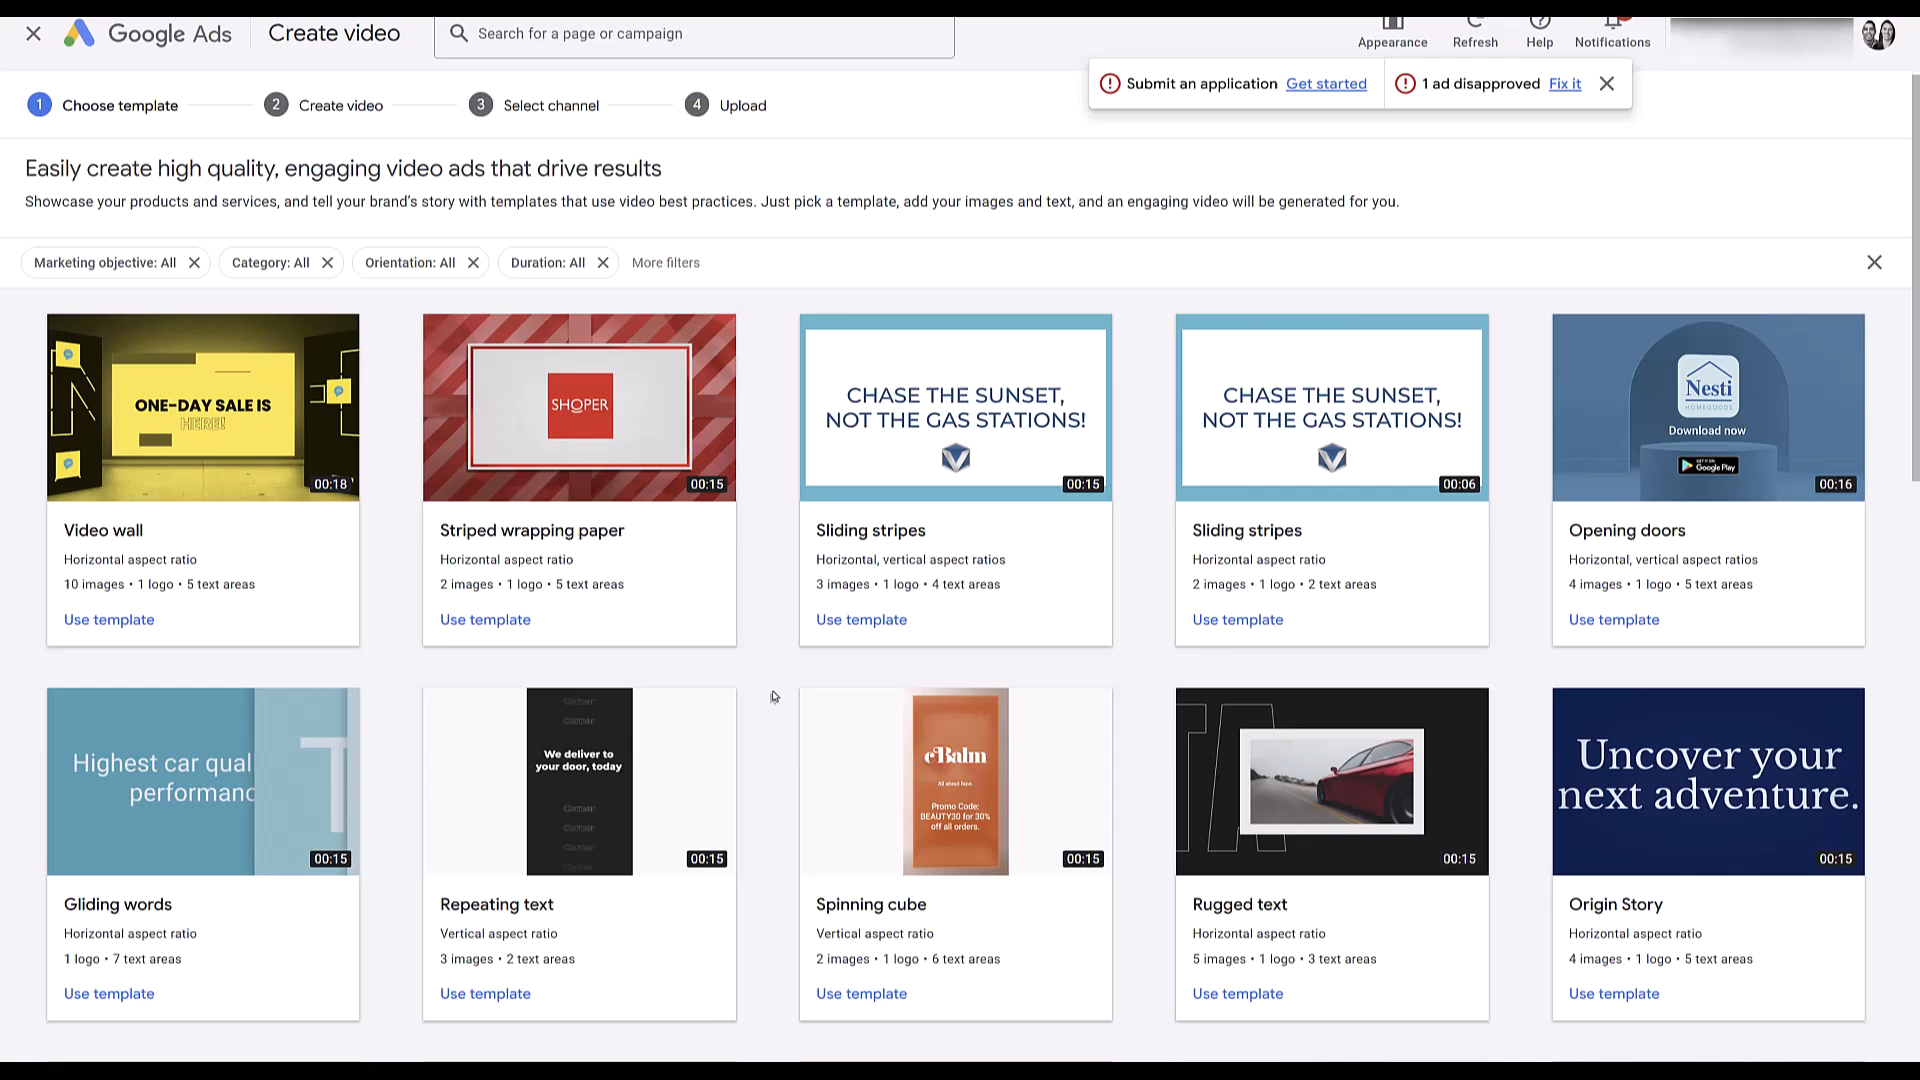 Google Ads
Create video
Search for a page or campaign
Appearance
Refresh
Help
Notifications
Submit an application Get started
1 ad disapproved Fix it
1 Choose template
2 Create video
3 Select channel
4 Upload
Easily create high quality, engaging video ads that drive results
Showcase your products and services, and tell your brand's story with templates that use video best practices. Just pick a template, add your images and text, and an engaging video will be generated for you.
Marketing objective: All
Category: All
Orientation: All
Duration: All
More filters
ONE-DAY SALE IS
HERE!
00:18
Video wall
Horizontal aspect ratio
10 images • 1 logo • 5 text areas
Use template
SHOPER
00:15
Striped wrapping paper
Horizontal aspect ratio
2 images • 1 logo • 5 text areas
Use template
CHASE THE SUNSET,
NOT THE GAS STATIONS!
00:15
Sliding stripes
Horizontal, vertical aspect ratios
3 images • 1 logo • 4 text areas
Use template
CHASE THE SUNSET,
NOT THE GAS STATIONS!
00:06
Sliding stripes
Horizontal aspect ratio
2 images • 1 logo • 2 text areas
Use template
Nesti
HOMEGOODS
Download now
GET IT ON
Google Play
00:16
Opening doors
Horizontal, vertical aspect ratios
4 images • 1 logo • 5 text areas
Use template
Highest car qual
performanc
T
00:15
Gliding words
Horizontal aspect ratio
1 logo • 7 text areas
Use template
Corner
Corner
We deliver to
your door, today
Corner
Corner
Corner
00:15
Repeating text
Vertical aspect ratio
3 images • 2 text areas
Use template
eBalm
All about face.
Promo Code:
BEAUTY30 for 30%
off all orders.
00:15
Spinning cube
Vertical aspect ratio
2 images • 1 logo • 6 text areas
Use template
TA
00:15
Rugged text
Horizontal aspect ratio
5 images • 1 logo • 3 text areas
Use template
Uncover your
next adventure.
00:15
Origin Story
Horizontal aspect ratio
4 images • 1 logo • 5 text areas
Use template